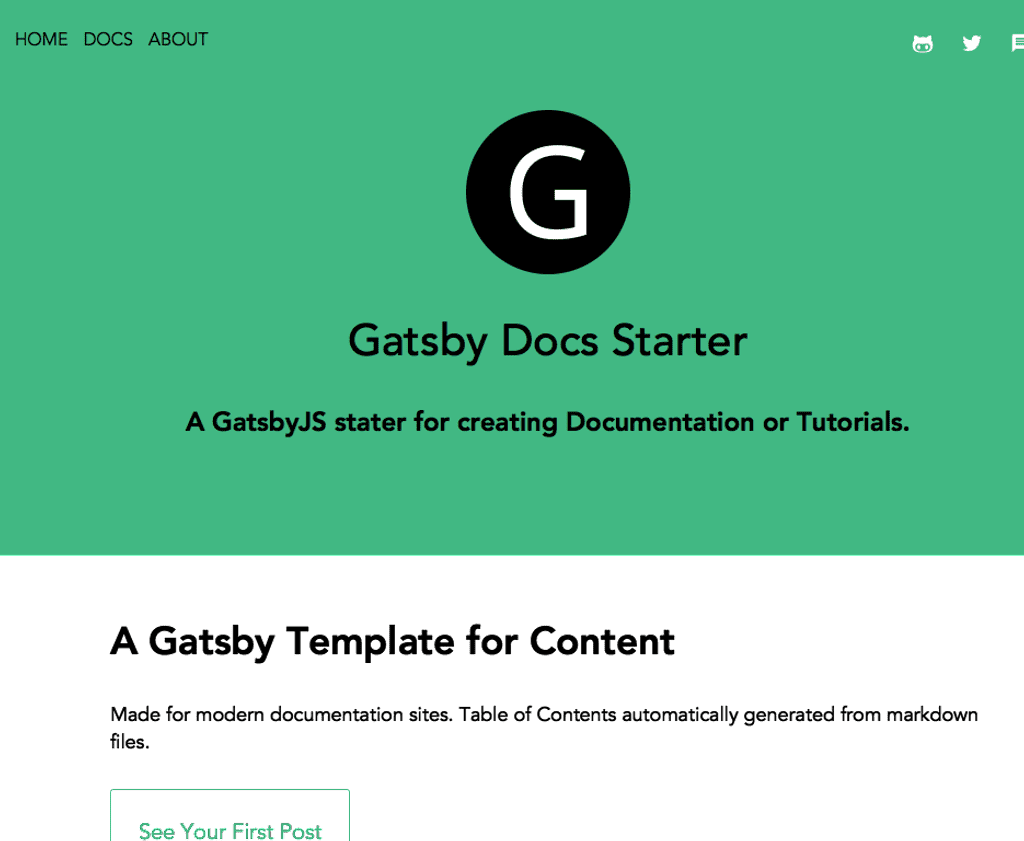 HOME DOCS ABOUT
G
Gatsby Docs Starter
A GatsbyJS stater for creating Documentation or Tutorials.
A Gatsby Template for Content
Made for modern documentation sites. Table of Contents automatically generated from markdown
files.
See Your First Post